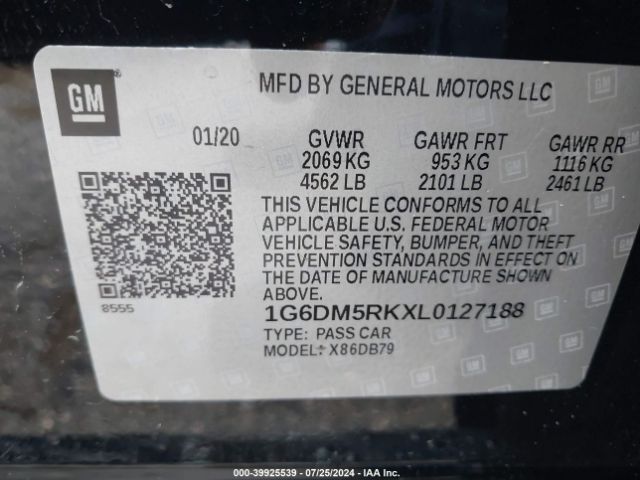 GM
MFD BY GENERAL MOTORS LLC
01/20 GVWR GAWR FRT GAWR RR
2069 KG 953 KG 1116 KG
4562 LB 2101 LB 2461 LB
THIS VEHICLE CONFORMS TO ALL
APPLICABLE U.S. FEDERAL MOTOR
VEHICLE SAFETY, BUMPER, AND THEFT
PREVENTION STANDARDS IN EFFECT ON
THE DATE OF MANUFACTURE SHOWN ABOVE.
8555
1G6DM5RKXL0127188
TYPE: PASS CAR
MODEL: X86DB79
000-39925539 / 07/25/2024 - IAA Inc.